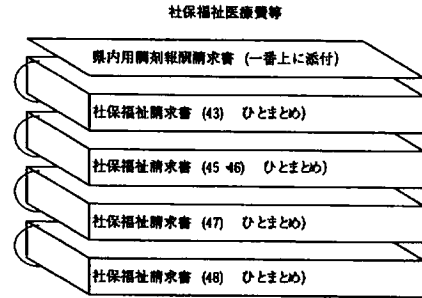 社保福祉医療費等
県内用調剤報酬請求書 (一番上に添付)
社保福祉請求書 (43) ひとまとめ)
社保福祉請求書 (45・46) ひとまとめ)
社保福祉請求書 (47) ひとまとめ)
社保福祉請求書 (48) ひとまとめ)